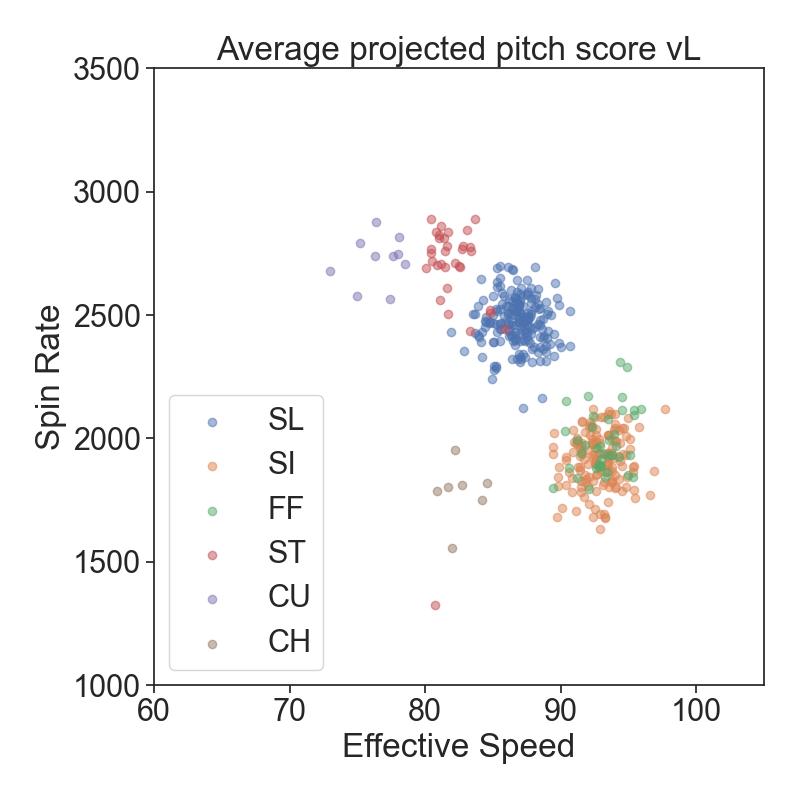 Average projected pitch score vL
3500
3000
2500
2000
1500
1000
Spin Rate
SL
SI
FF
ST
CU
CH
60 70 80 90 100
Effective Speed